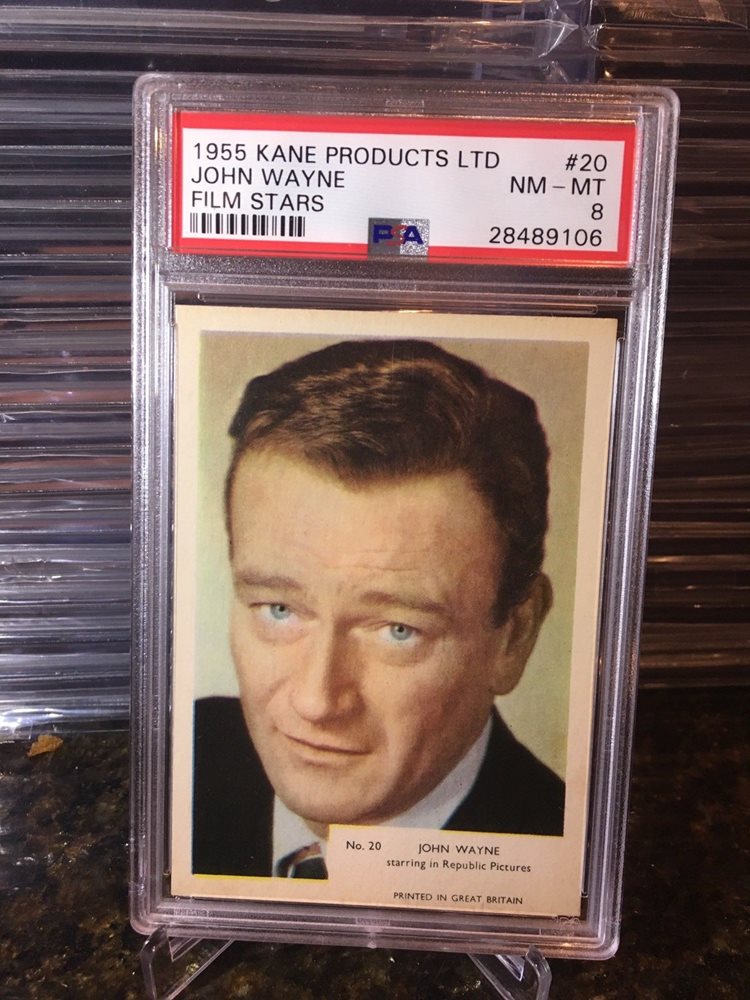 1955 KANE PRODUCTS LTD #20
JOHN WAYNE NM - MT
FILM STARS 8
PSA 28489106
No. 20 JOHN WAYNE
starring in Republic Pictures
PRINTED IN GREAT BRITAIN